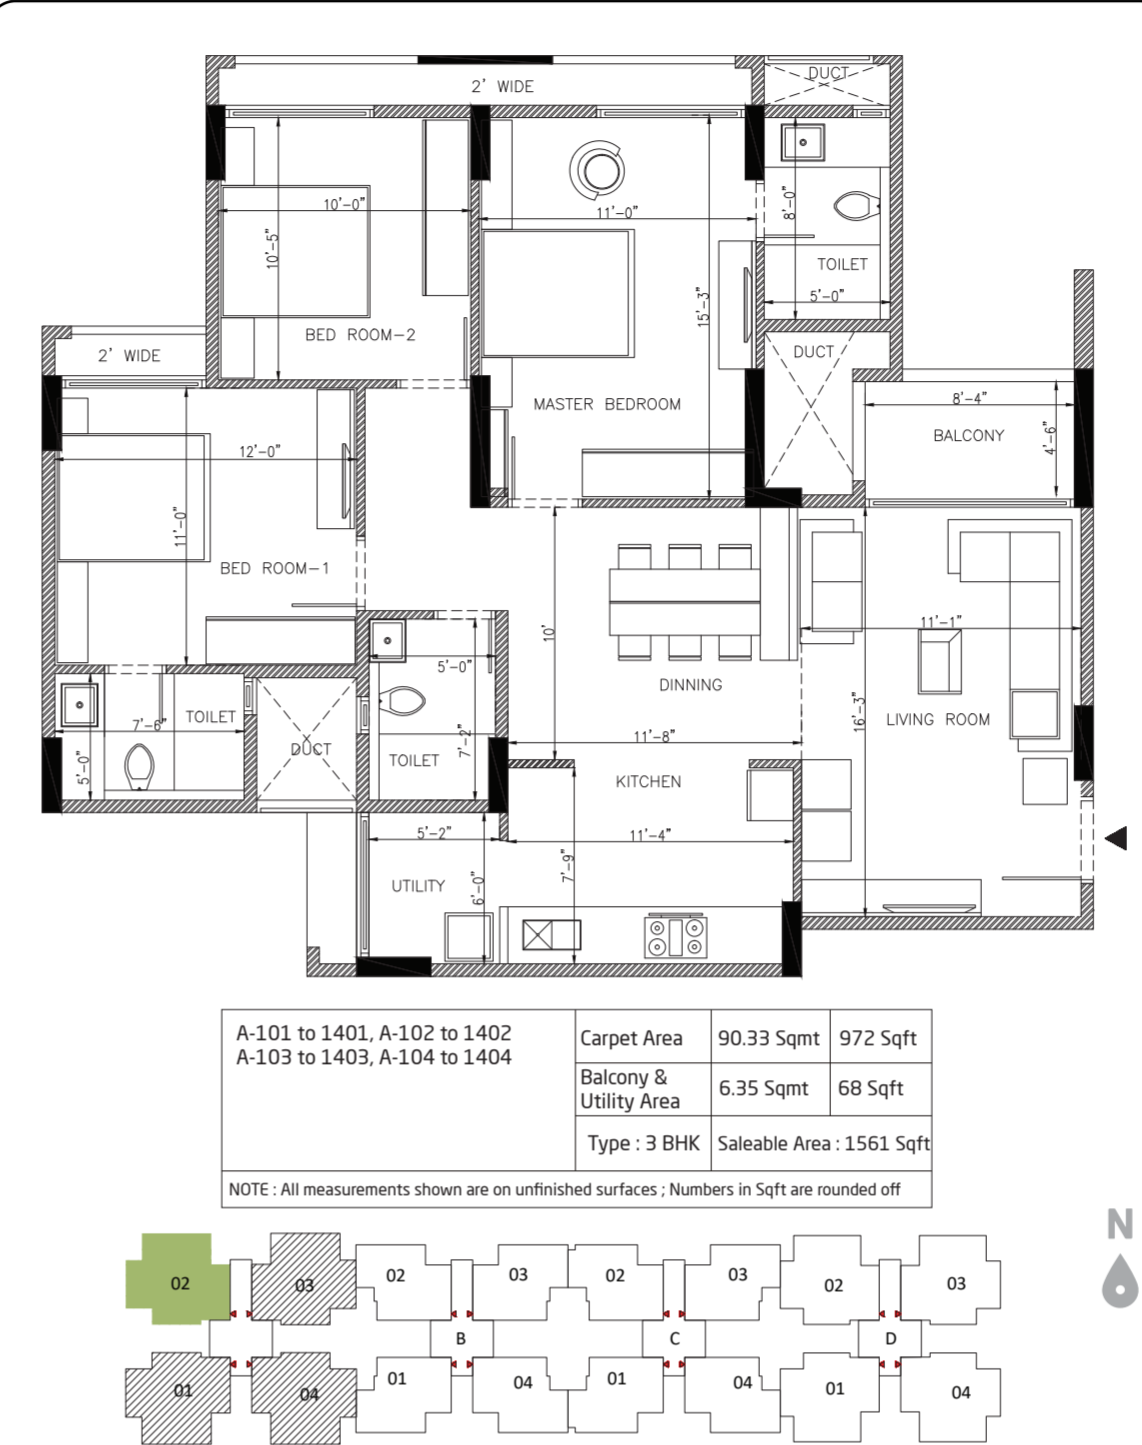 DUCT
2' WIDE
10'-0"
11'-0"
8'-0"
10'-5"
TOILET
15'-3"
5'-0"
BED ROOM-2
2' WIDE
DUCT
MASTER BEDROOM
8'-4"
BALCONY
4'-6"
12'-0"
11'-0"
BED ROOM-1
11'-1"
10'
5'-0"
DINNING
TOILET
7'-6"
LIVING ROOM
16'-3"
11'-8"
7'-2"
DUCT
TOILET
5'-0"
KITCHEN
5'-2"
11'-4"
7'-9"
UTILITY
6'-0"
A-101 to 1401, A-102 to 1402
A-103 to 1403, A-104 to 1404
Carpet Area 90.33 Sqmt 972 Sqft
Balcony &
Utility Area 6.35 Sqmt 68 Sqft
Type : 3 BHK Saleable Area : 1561 Sqft
NOTE : All measurements shown are on unfinished surfaces ; Numbers in Sqft are rounded off
N
02 03 02 03 02 03 02 03
B C D
01 04 01 04 01 04 01 04